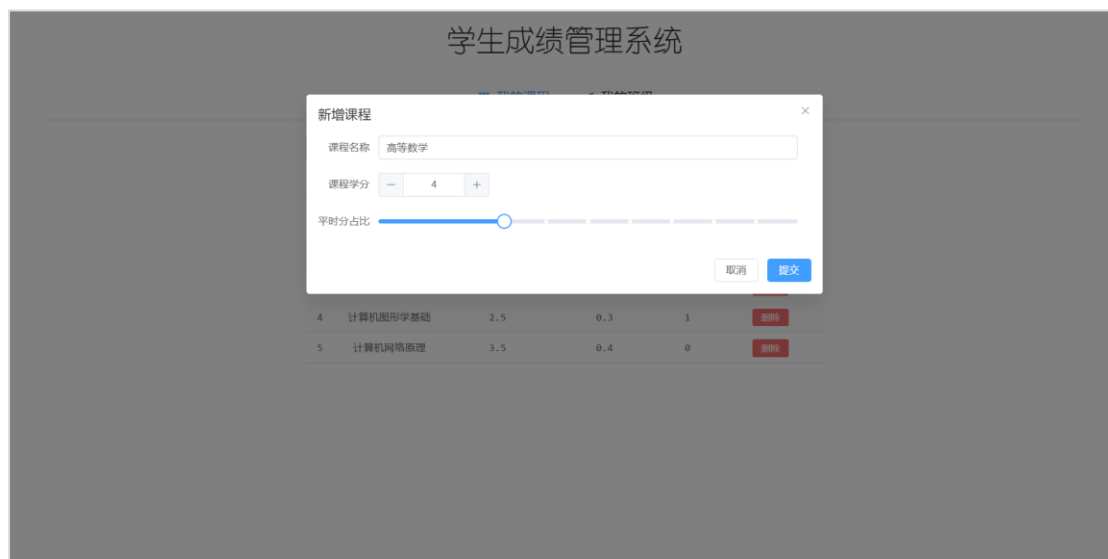 学生成绩管理系统
新增课程
课程名称 高等数学
课程学分 4
平时分占比
取消 提交
4 计算机图形学基础 2.5 0.3 1 删除
5 计算机网络原理 3.5 0.4 0 删除